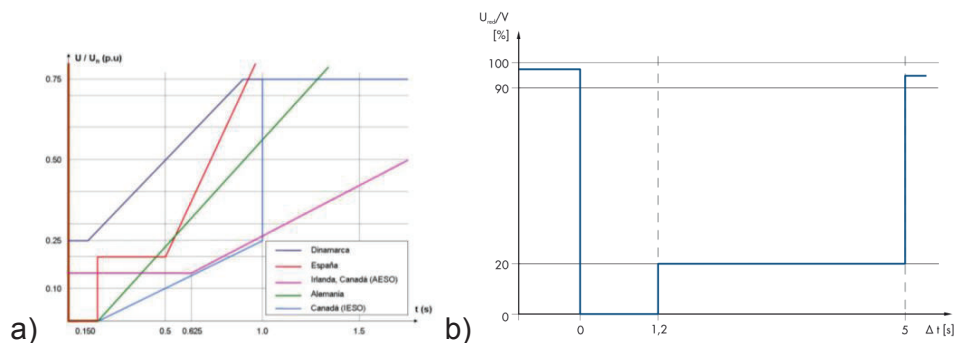 a)
U / Un (p.u)
0.75
0.50
0.25
0.10
0.150
0.5
0.625
1.0
1.5
t (s)
Dinamarca
España
Irlanda, Canadá (AESO)
Alemania
Canadá (IESO)
b)
Ured/V
[%]
100
90
20
0
0
1,2
5
Δ t [s]